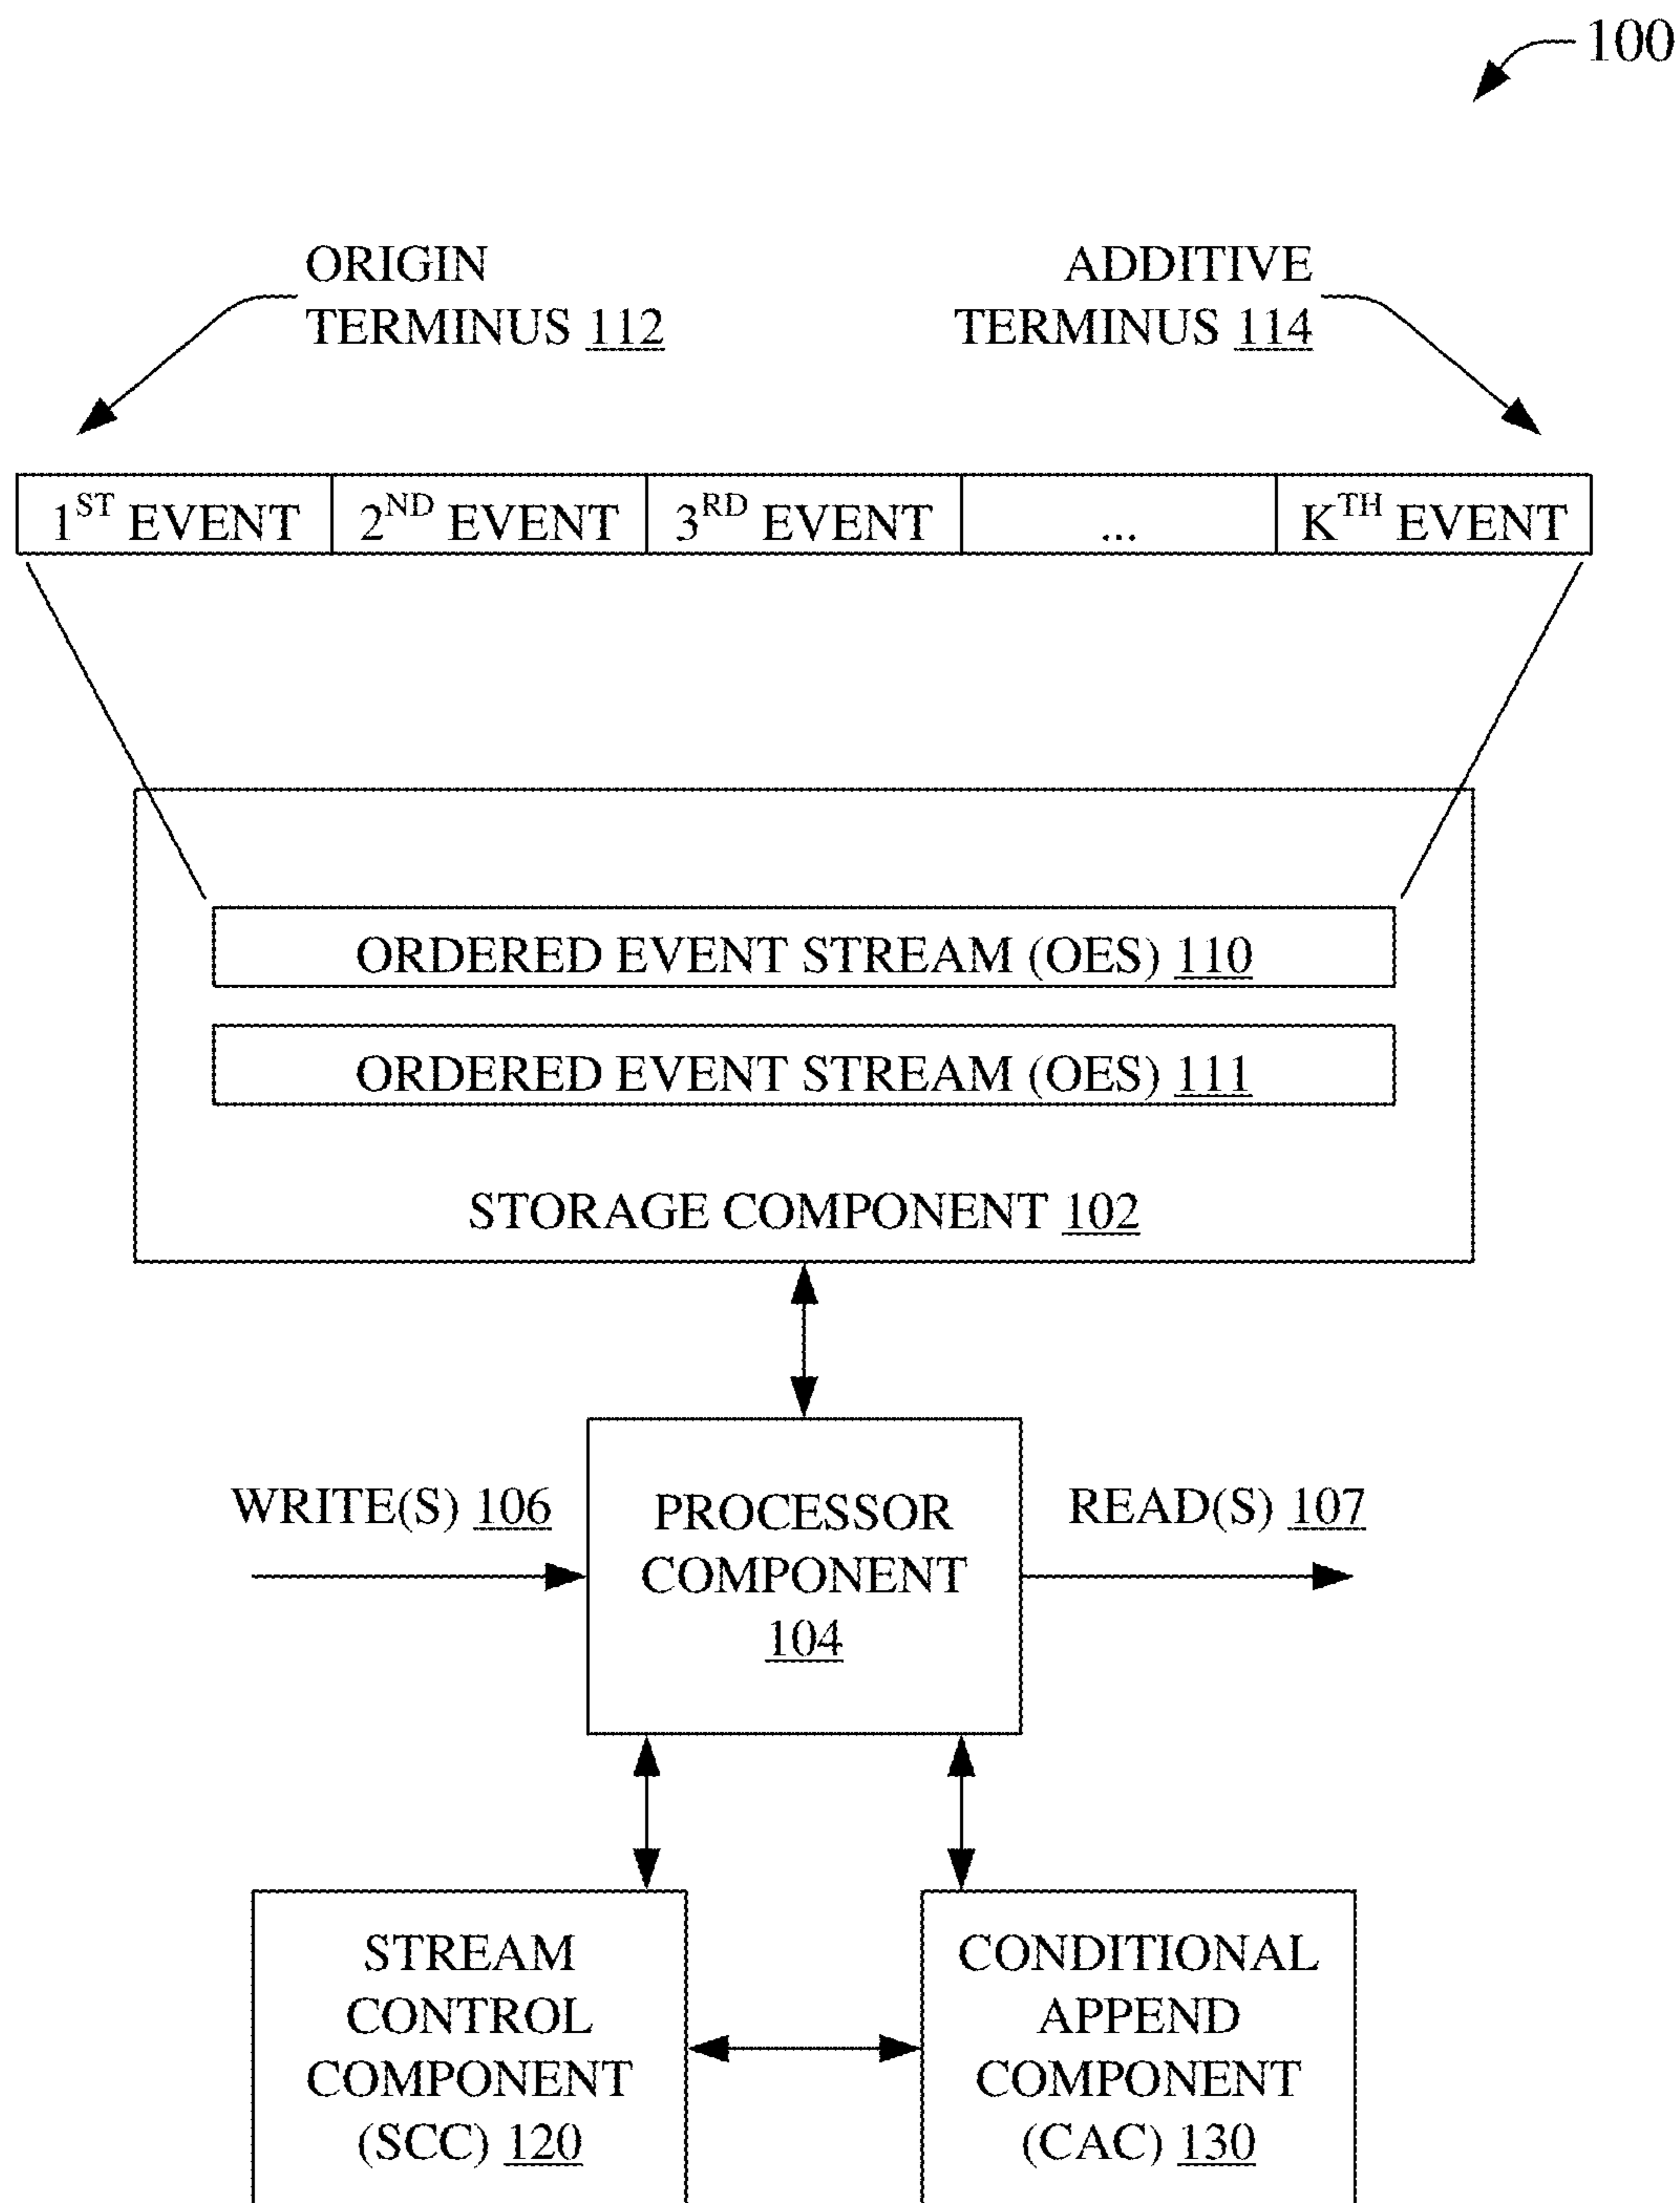 100
ORIGIN
TERMINUS 112
ADDITIVE
TERMINUS 114
1ST EVENT
2ND EVENT
3RD EVENT
...
KTH EVENT
ORDERED EVENT STREAM (OES) 110
ORDERED EVENT STREAM (OES) 111
STORAGE COMPONENT 102
WRITE(S) 106
PROCESSOR
COMPONENT
104
READ(S) 107
STREAM
CONTROL
COMPONENT
(SCC) 120
CONDITIONAL
APPEND
COMPONENT
(CAC) 130